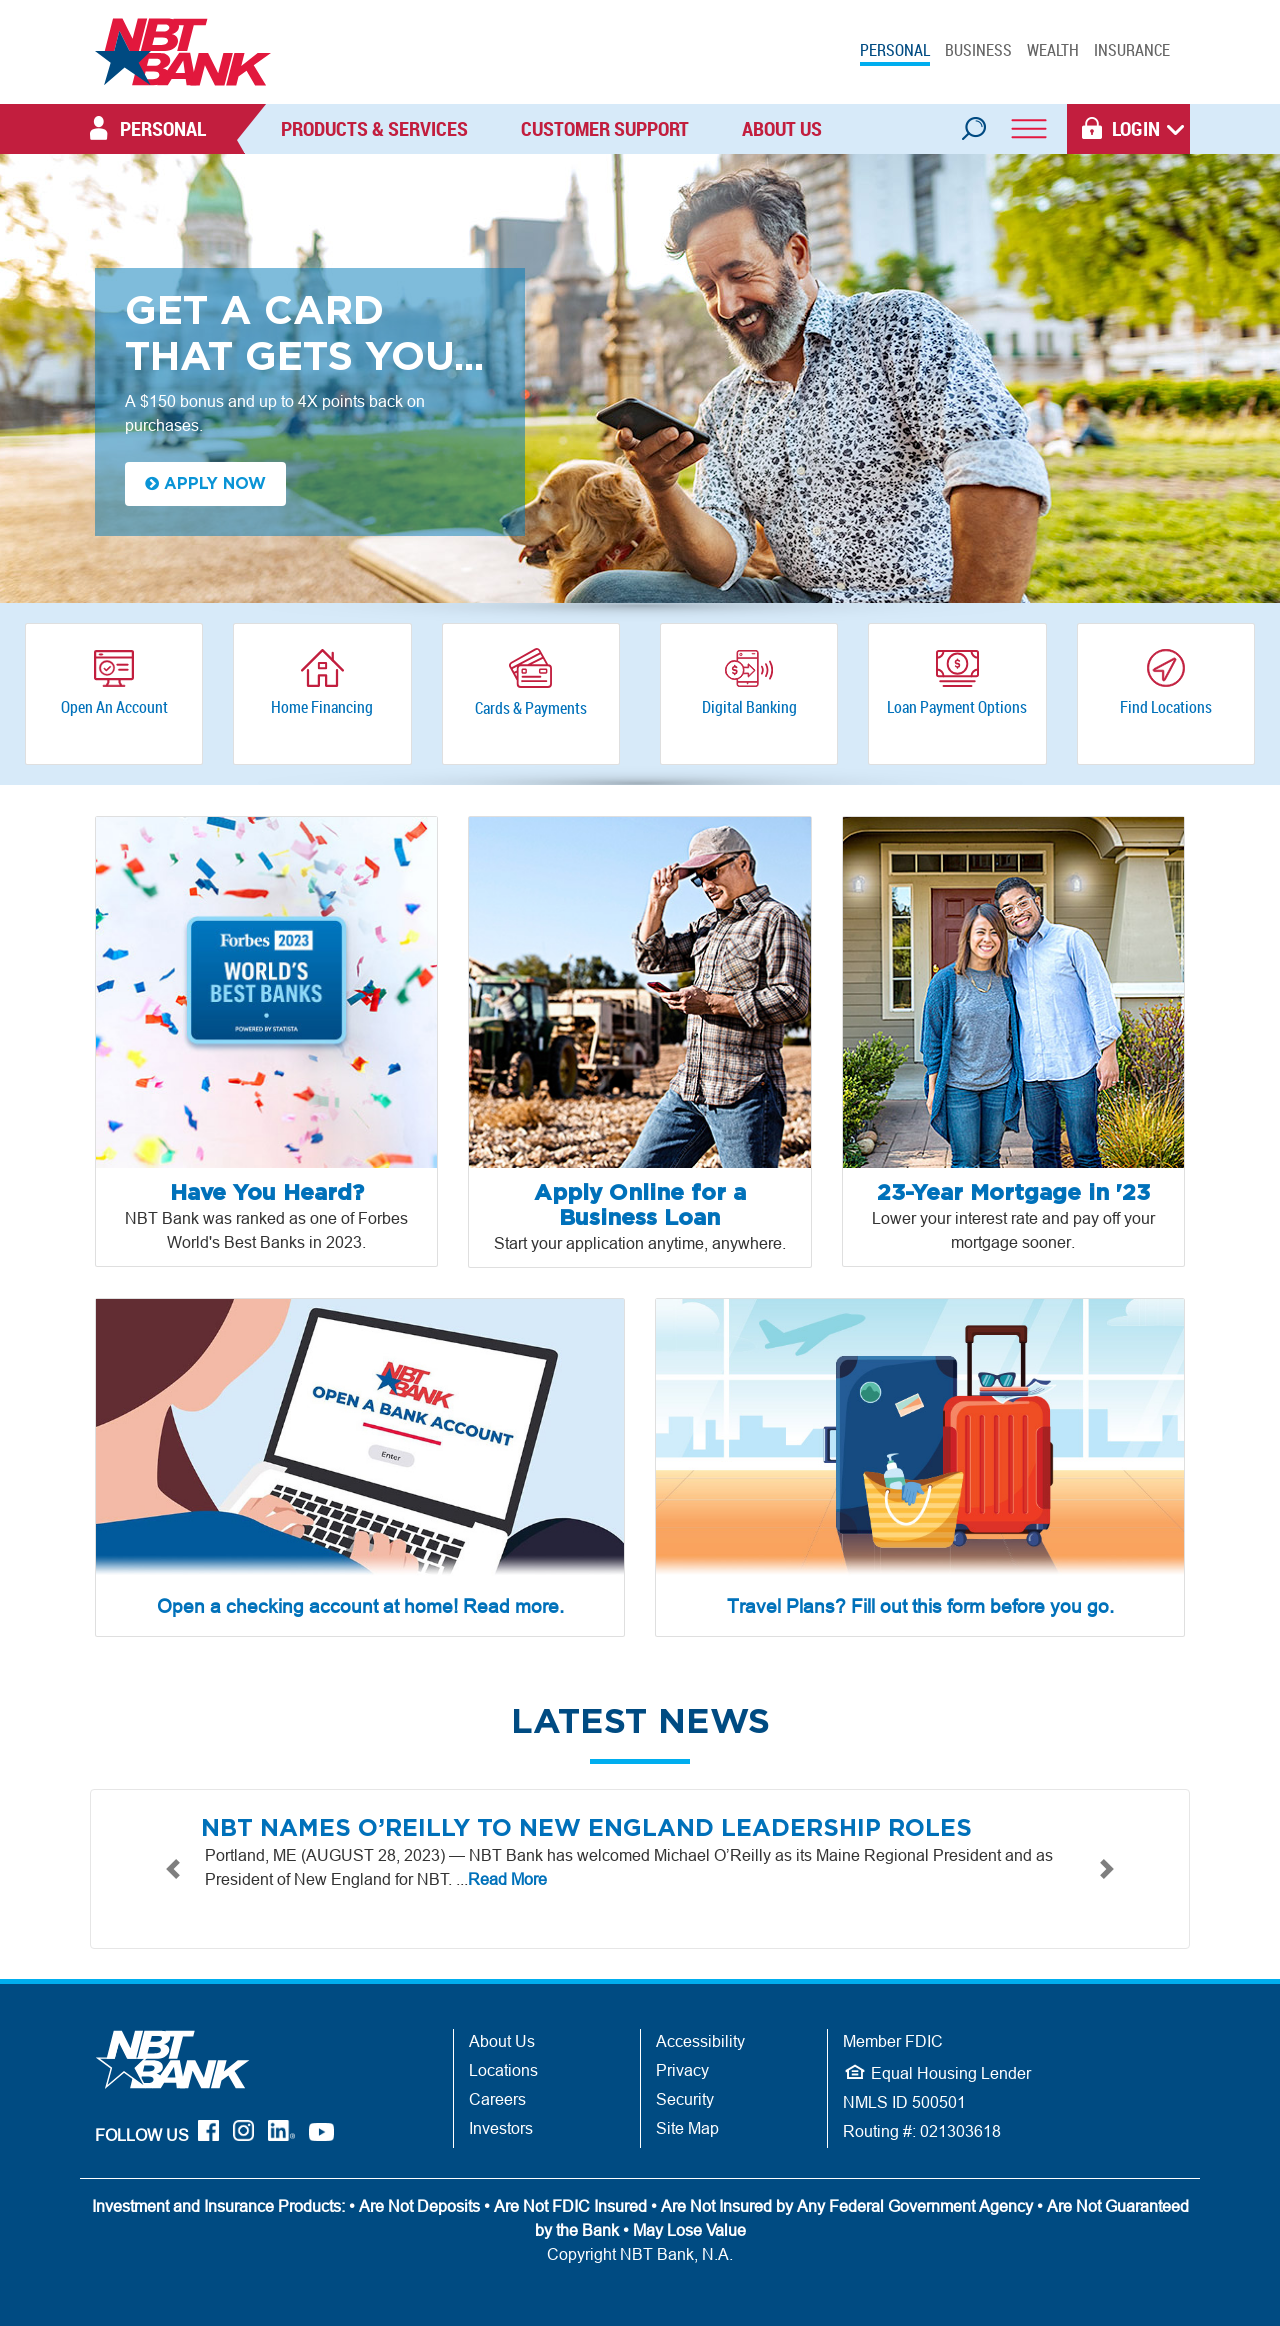 NBT
BANK
PERSONAL BUSINESS WEALTH INSURANCE
PERSONAL PRODUCTS & SERVICES CUSTOMER SUPPORT ABOUT US LOGIN
GET A CARD
THAT GETS YOU...
A $150 bonus and up to 4X points back on
purchases.
APPLY NOW
Open An Account
Home Financing
Cards & Payments
Digital Banking
Loan Payment Options
Find Locations
Forbes 2023
WORLD'S
BEST BANKS
POWERED BY STATISTA
Have You Heard?
NBT Bank was ranked as one of Forbes
World's Best Banks in 2023.
Apply Online for a
Business Loan
Start your application anytime, anywhere.
23-Year Mortgage in '23
Lower your interest rate and pay off your
mortgage sooner.
NBT
BANK
OPEN A BANK ACCOUNT
Enter
Open a checking account at home! Read more.
Travel Plans? Fill out this form before you go.
LATEST NEWS
NBT NAMES O’REILLY TO NEW ENGLAND LEADERSHIP ROLES
Portland, ME (AUGUST 28, 2023) — NBT Bank has welcomed Michael O’Reilly as its Maine Regional President and as
President of New England for NBT. ...Read More
NBT
BANK
FOLLOW US
About Us
Locations
Careers
Investors
Accessibility
Privacy
Security
Site Map
Member FDIC
Equal Housing Lender
NMLS ID 500501
Routing #: 021303618
Investment and Insurance Products: • Are Not Deposits • Are Not FDIC Insured • Are Not Insured by Any Federal Government Agency • Are Not Guaranteed
by the Bank • May Lose Value
Copyright NBT Bank, N.A.